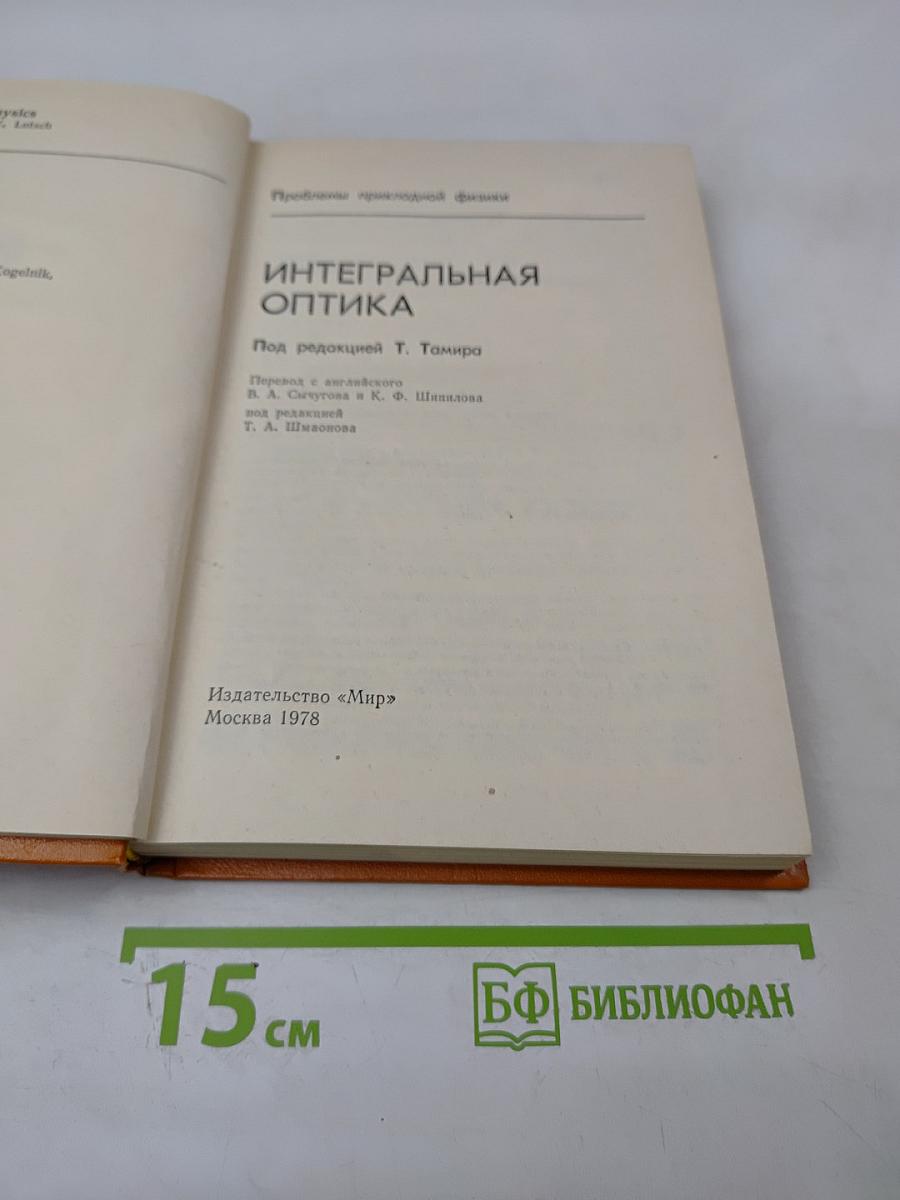 Lotsch
Kogelnik,
Проблемы прикладной физики
ИНТЕГРАЛЬНАЯ
ОПТИКА
Под редакцией Т. Тамира
Перевод с английского
В. А. Сычугова и К. Ф. Шипилова
под редакцией
Т. А. Шмаонова
Издательство «Мир»
Москва 1978
15 см
БФ БИБЛИОФАН